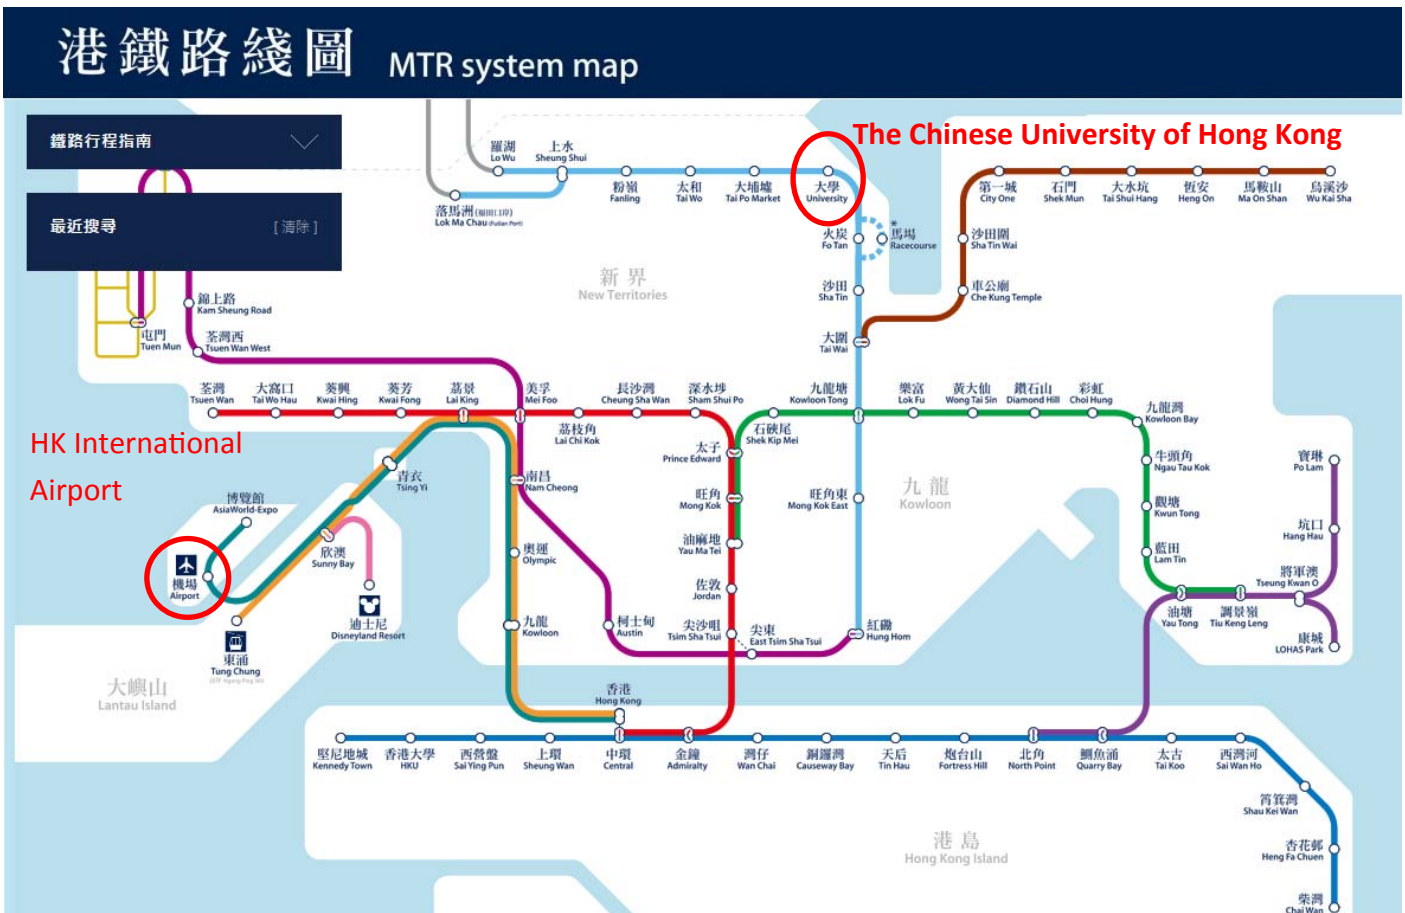 港鐵路綫圖 MTR system map
鐵路行程指南
最近搜尋 [清除]
The Chinese University of Hong Kong
羅湖
Lo Wu
上水
Sheung Shui
落馬洲(福田口岸)
Lok Ma Chau (Futian Port)
粉嶺
Fanling
太和
Tai Wo
大埔墟
Tai Po Market
大學
University
第一城
City One
石門
Shek Mun
大水坑
Tai Shui Hang
恆安
Heng On
馬鞍山
Ma On Shan
烏溪沙
Wu Kai Sha
火炭
Fo Tan
*
馬場
Racecourse
沙田圍
Sha Tin Wai
新界
New Territories
沙田
Sha Tin
車公廟
Che Kung Temple
錦上路
Kam Sheung Road
屯門
Tuen Mun
荃灣西
Tsuen Wan West
大圍
Tai Wai
荃灣
Tsuen Wan
大窩口
Tai Wo Hau
葵興
Kwai Hing
葵芳
Kwai Fong
荔景
Lai King
美孚
Mei Foo
長沙灣
Cheung Sha Wan
深水埗
Sham Shui Po
九龍塘
Kowloon Tong
樂富
Lok Fu
黃大仙
Wong Tai Sin
鑽石山
Diamond Hill
彩虹
Choi Hung
九龍灣
Kowloon Bay
荔枝角
Lai Chi Kok
石硤尾
Shek Kip Mei
太子
Prince Edward
HK International
Airport
青衣
Tsing Yi
南昌
Nam Cheong
旺角
Mong Kok
旺角東
Mong Kok East
九龍
Kowloon
牛頭角
Ngau Tau Kok
寶琳
Po Lam
觀塘
Kwun Tong
坑口
Hang Hau
博覽館
AsiaWorld-Expo
欣澳
Sunny Bay
奧運
Olympic
油麻地
Yau Ma Tei
藍田
Lam Tin
將軍澳
Tseung Kwan O
機場
Airport
佐敦
Jordan
迪士尼
Disneyland Resort
九龍
Kowloon
柯士甸
Austin
尖沙咀
Tsim Sha Tsui
尖東
East Tsim Sha Tsui
紅磡
Hung Hom
油塘
Yau Tong
調景嶺
Tiu Keng Leng
康城
LOHAS Park
東涌
Tung Chung
大嶼山
Lantau Island
香港
Hong Kong
堅尼地城
Kennedy Town
香港大學
HKU
西營盤
Sai Ying Pun
上環
Sheung Wan
中環
Central
金鐘
Admiralty
灣仔
Wan Chai
銅鑼灣
Causeway Bay
天后
Tin Hau
炮台山
Fortress Hill
北角
North Point
鰂魚涌
Quarry Bay
太古
Tai Koo
西灣河
Sai Wan Ho
筲箕灣
Shau Kei Wan
港島
Hong Kong Island
杏花邨
Heng Fa Chuen
柴灣
Chai Wan